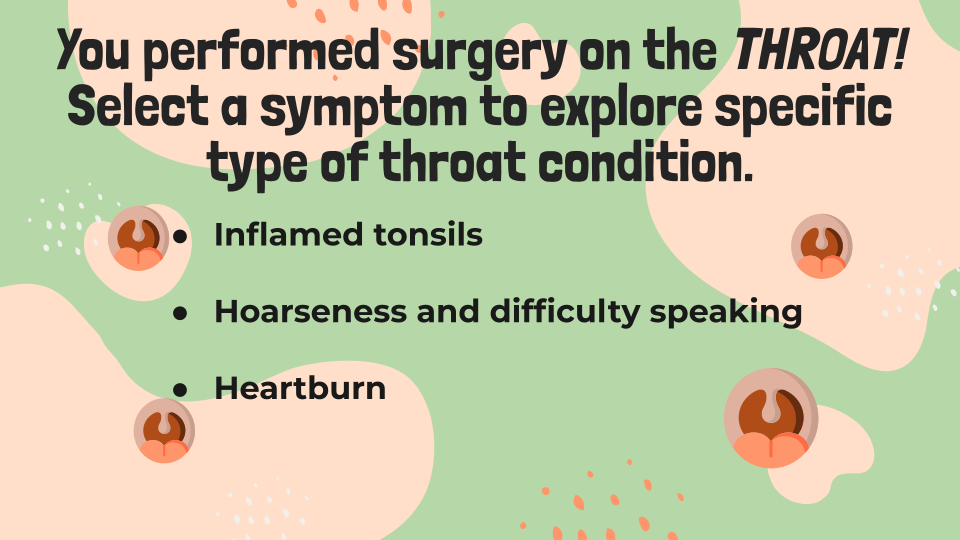 You performed surgery on the THROAT!
Select a symptom to explore specific
type of throat condition.
● Inflamed tonsils
● Hoarseness and difficulty speaking
● Heartburn